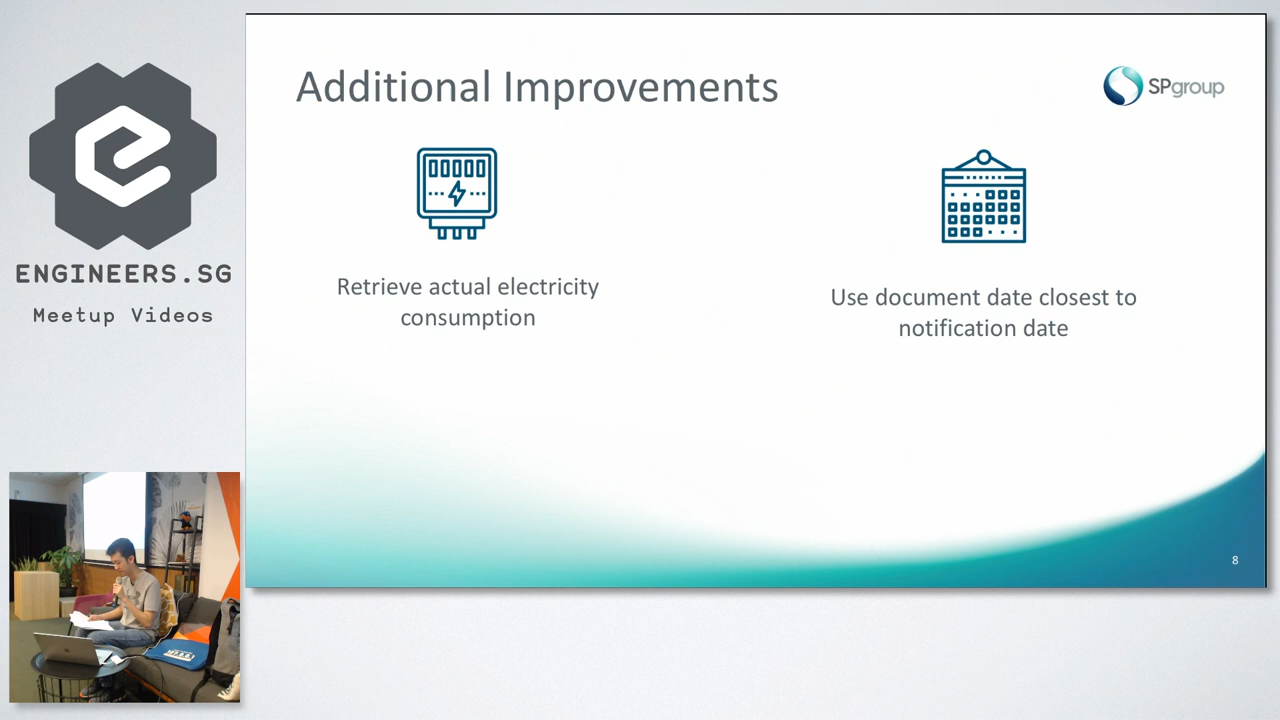 ENGINEERS.SG
Meetup Videos
Additional Improvements
SPgroup
Retrieve actual electricity
consumption
Use document date closest to
notification date
8